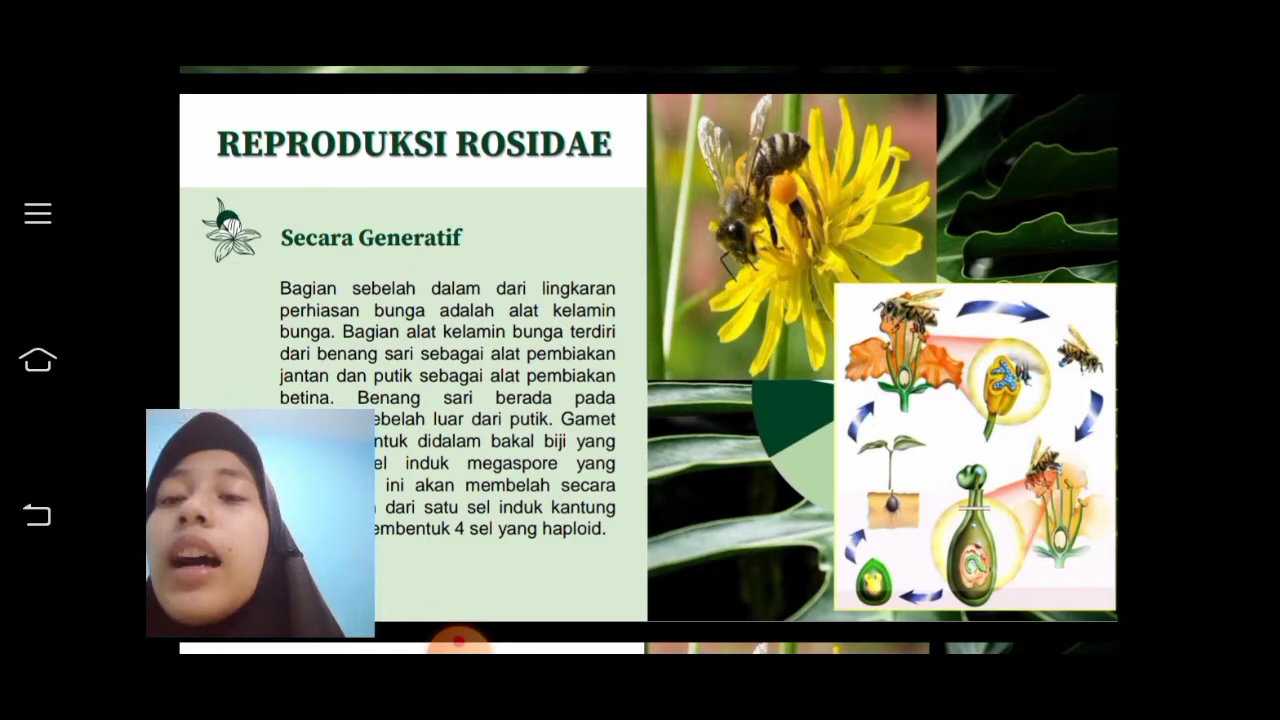 REPRODUKSI ROSIDAE
Secara Generatif
Bagian sebelah dalam dari lingkaran
perhiasan bunga adalah alat kelamin
bunga. Bagian alat kelamin bunga terdiri
dari benang sari sebagai alat pembiakan
jantan dan putik sebagai alat pembiakan
betina. Benang sari berada pada
ebelah luar dari putik. Gamet
ntuk didalam bakal biji yang
el induk megaspore yang
ini akan membelah secara
dari satu sel induk kantung
embentuk 4 sel yang haploid.